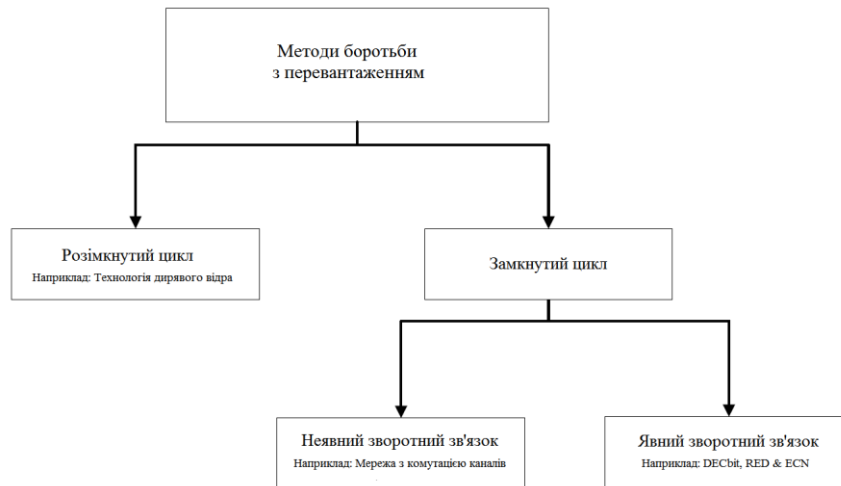 Методи боротьби
з перевантаженням
Розімкнутий цикл
Наприклад: Технологія дирявого відра
Замкнутий цикл
Неявний зворотний зв'язок
Наприклад: Мережа з комутацією каналів
Явний зворотний зв'язок
Наприклад: DECbit, RED & ECN